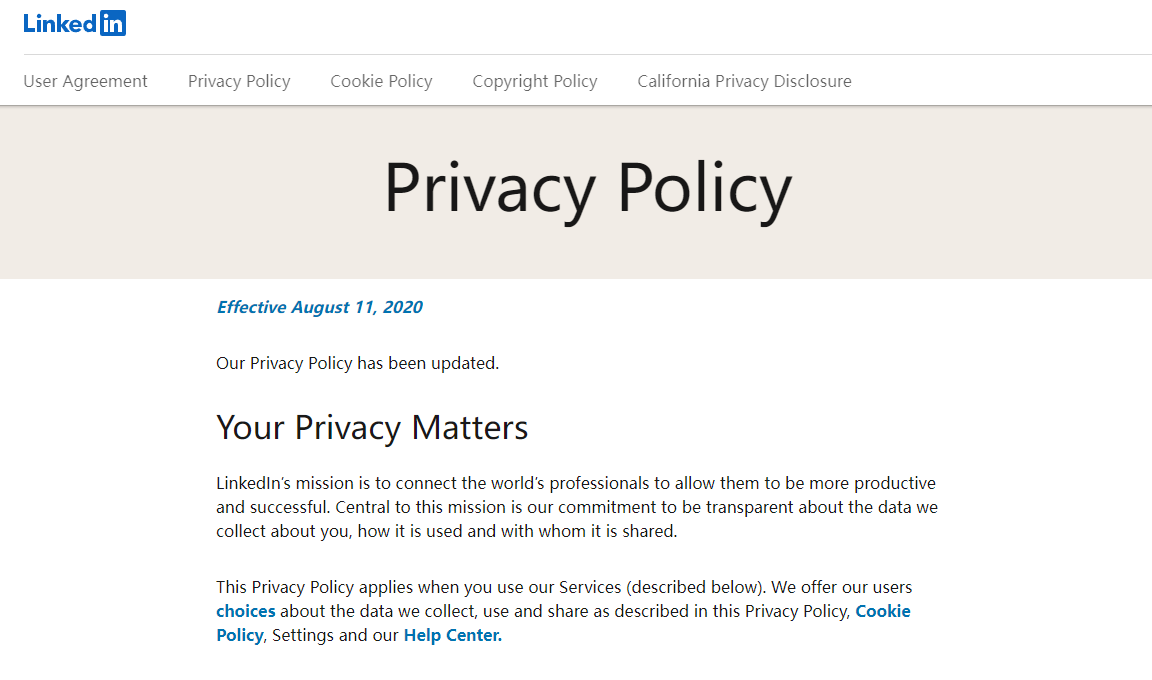 LinkedIn
User Agreement Privacy Policy Cookie Policy Copyright Policy California Privacy Disclosure
Privacy Policy
Effective August 11, 2020
Our Privacy Policy has been updated.
Your Privacy Matters
LinkedIn's mission is to connect the world's professionals to allow them to be more productive
and successful. Central to this mission is our commitment to be transparent about the data we
collect about you, how it is used and with whom it is shared.
This Privacy Policy applies when you use our Services (described below). We offer our users
choices about the data we collect, use and share as described in this Privacy Policy, Cookie
Policy, Settings and our Help Center.